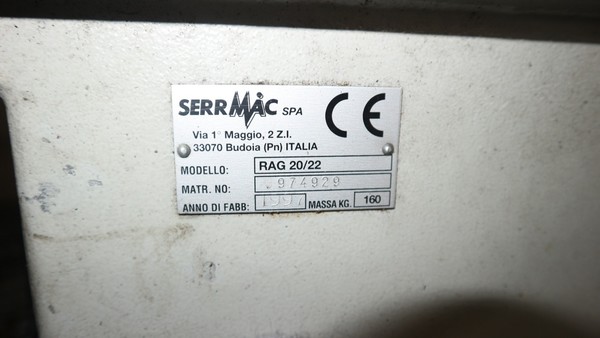 SERRMAC SPA CE
Via 1° Maggio, 2 Z.I.
33070 Budoia (Pn) ITALIA
MODELLO: RAG 20/22
MATR. NO: .974929
ANNO DI FABB: 1997 MASSA KG. 160